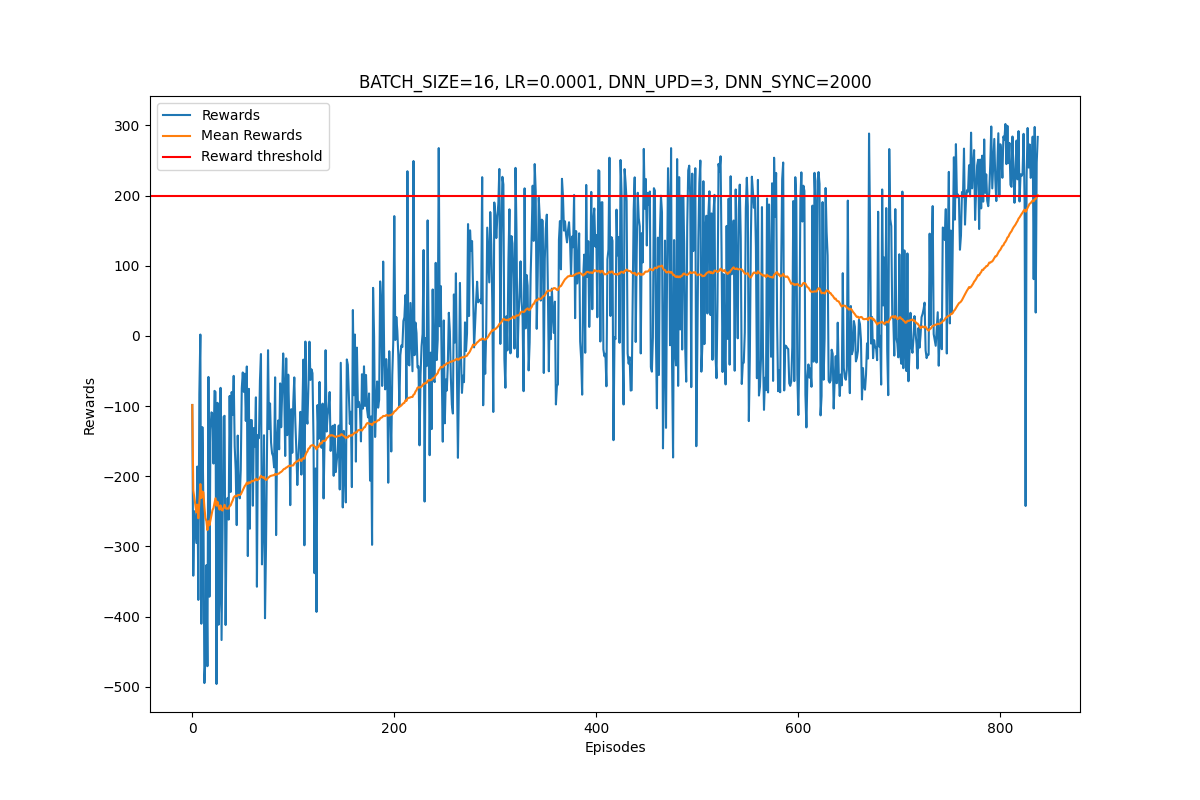 BATCH_SIZE=16, LR=0.0001, DNN_UPD=3, DNN_SYNC=2000
Rewards
Mean Rewards
Reward threshold
300
200
100
0
−100
−200
−300
−400
−500
Rewards
0
200
400
600
800
Episodes